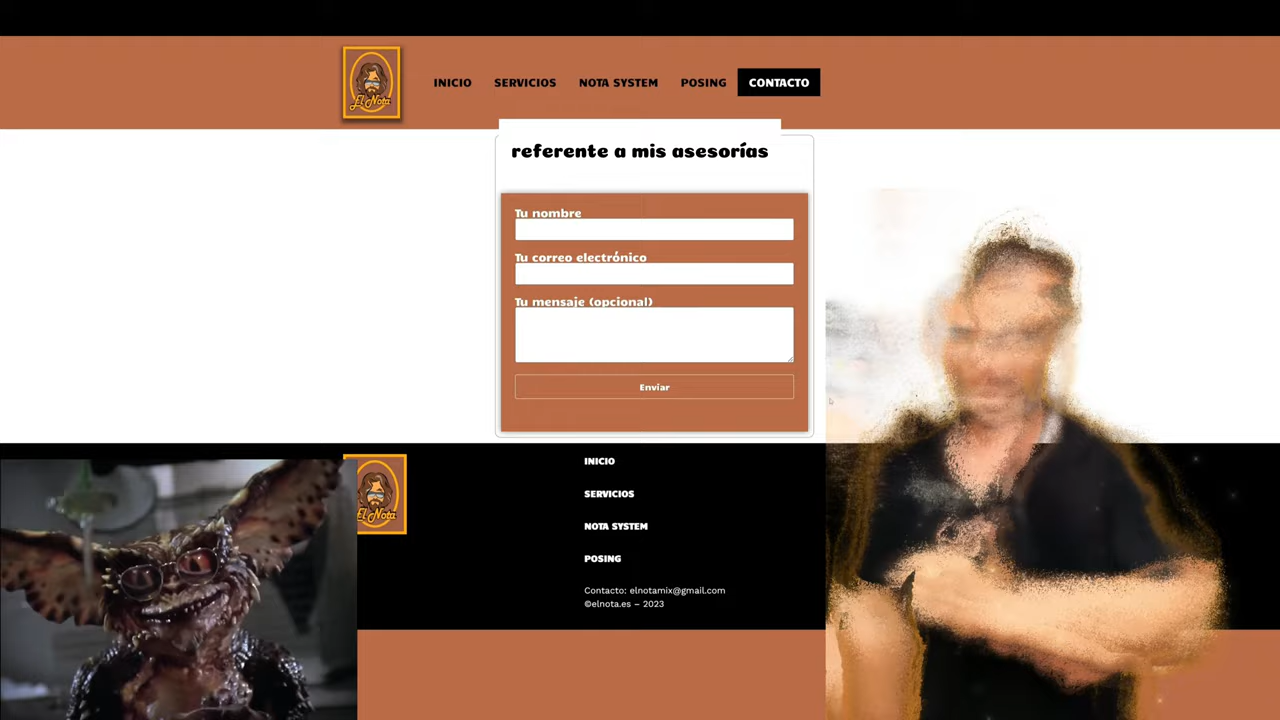 El Nota
INICIO
SERVICIOS
NOTA SYSTEM
POSING
CONTACTO
referente a mis asesorías
Tu nombre
Tu correo electrónico
Tu mensaje (opcional)
Enviar
El Nota
INICIO
SERVICIOS
NOTA SYSTEM
POSING
Contacto: elnotamix@gmail.com
©elnota.es – 2023